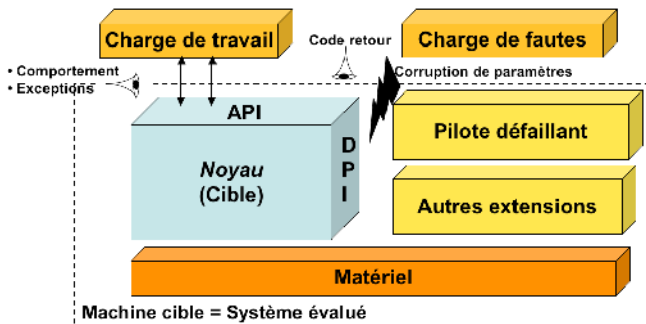 Charge de travail
Code retour
Charge de fautes
• Comportement
• Exceptions
Corruption de paramètres
API
Noyau
(Cible)
DPI
Pilote défaillant
Autres extensions
Matériel
Machine cible = Système évalué